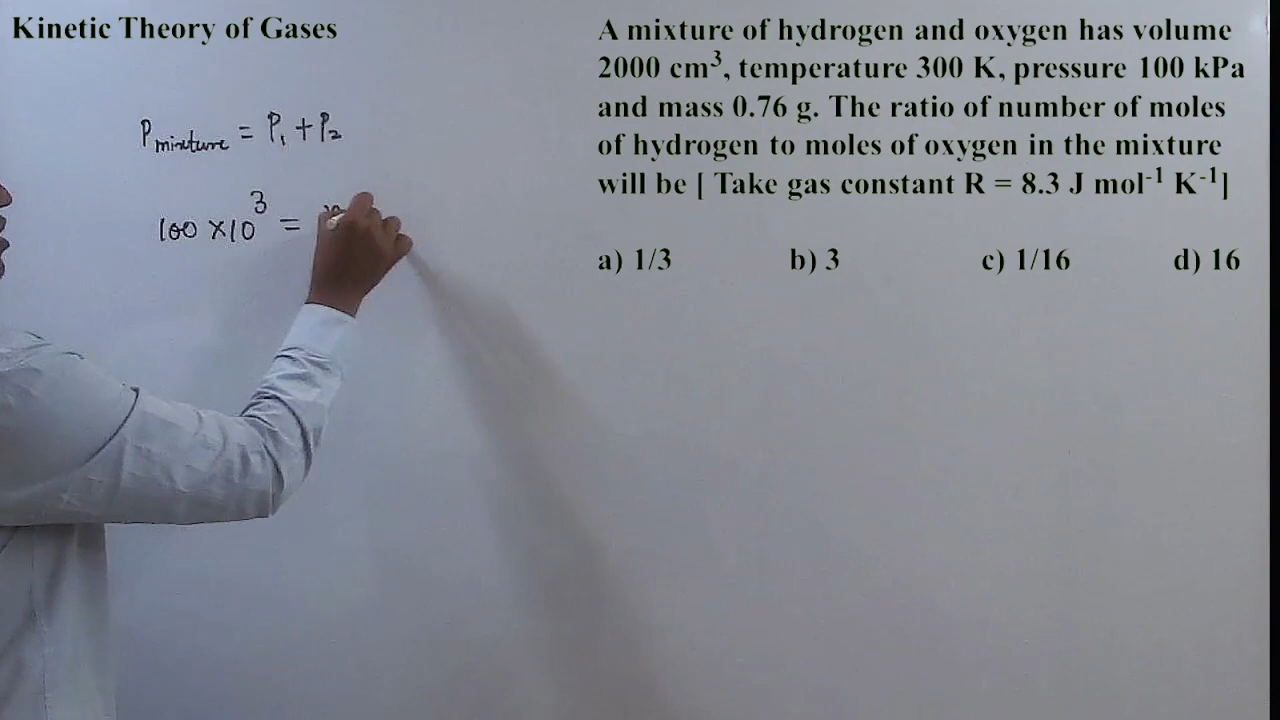 Kinetic Theory of Gases
P mixture = P₁ + P₂
100 × 10³ =
A mixture of hydrogen and oxygen has volume
2000 cm³, temperature 300 K, pressure 100 kPa
and mass 0.76 g. The ratio of number of moles
of hydrogen to moles of oxygen in the mixture
will be [ Take gas constant R = 8.3 J mol⁻¹ K⁻¹]
a) 1/3 b) 3 c) 1/16 d) 16